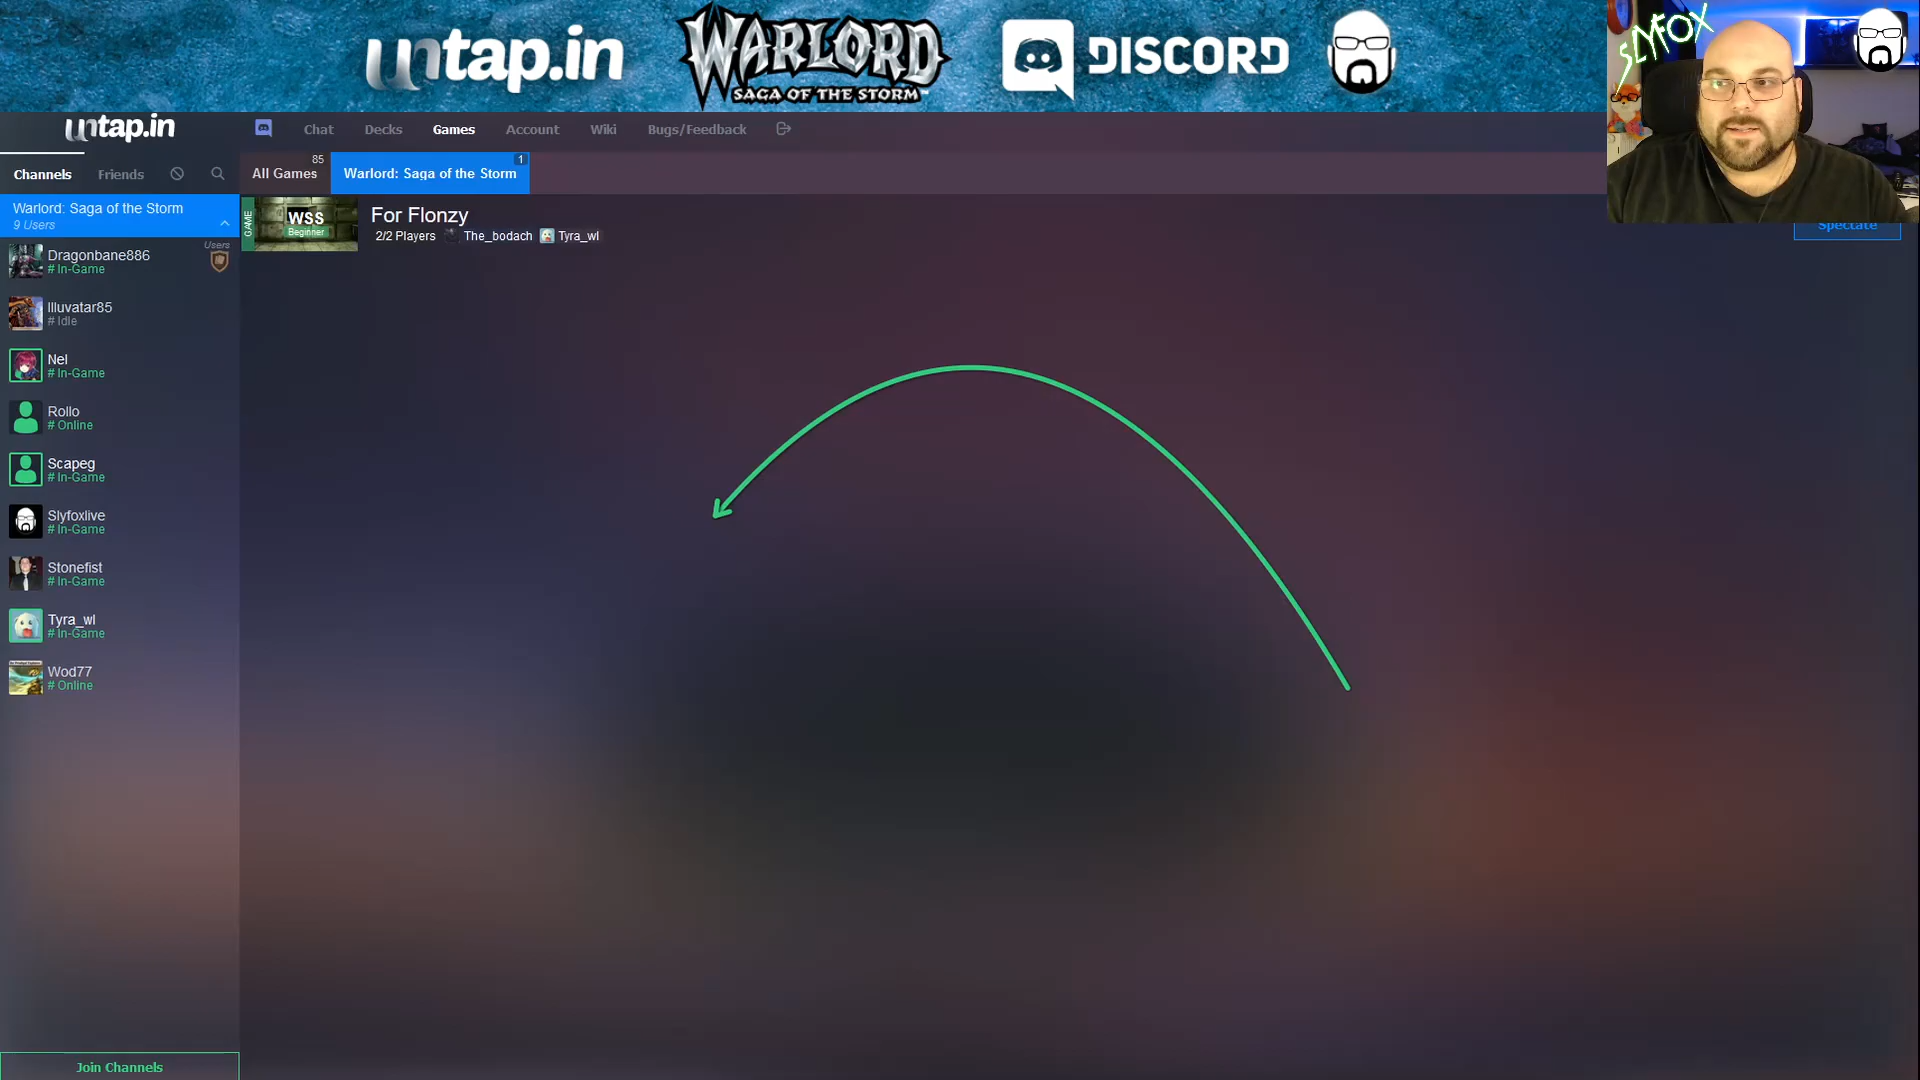 untap.in WARLORD SAGA OF THE STORM DISCORD
SLYFOX
untap.in
Chat Decks Games Account Wiki Bugs/Feedback
Channels Friends
All Games 85
Warlord: Saga of the Storm 1
Warlord: Saga of the Storm
9 Users
GAME
WSS
Beginner
For Flonzy
2/2 Players The_bodach Tyra_wl
Spectate
Users
Dragonbane886
# In-Game
Illuvatar85
# Idle
Nel
# In-Game
Rollo
# Online
Scapeg
# In-Game
Slyfoxlive
# In-Game
Stonefist
# In-Game
Tyra_wl
# In-Game
Wod77
# Online
Join Channels